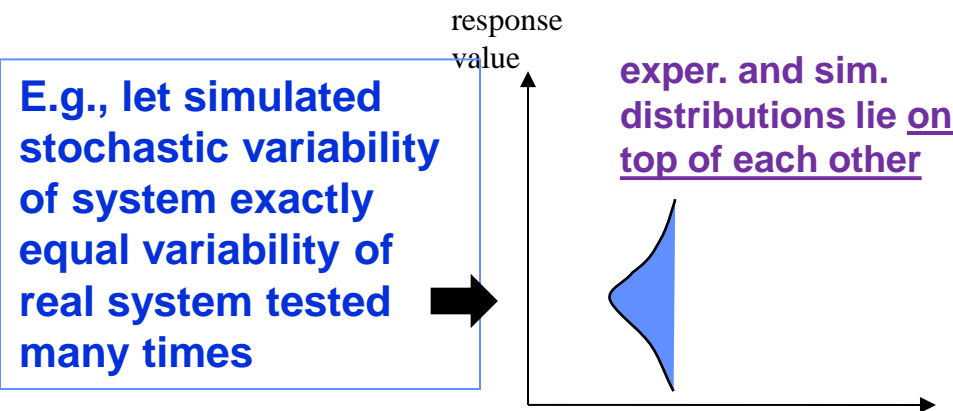 response
value
E.g., let simulated
stochastic variability
of system exactly
equal variability of
real system tested
many times
exper. and sim.
distributions lie on
top of each other